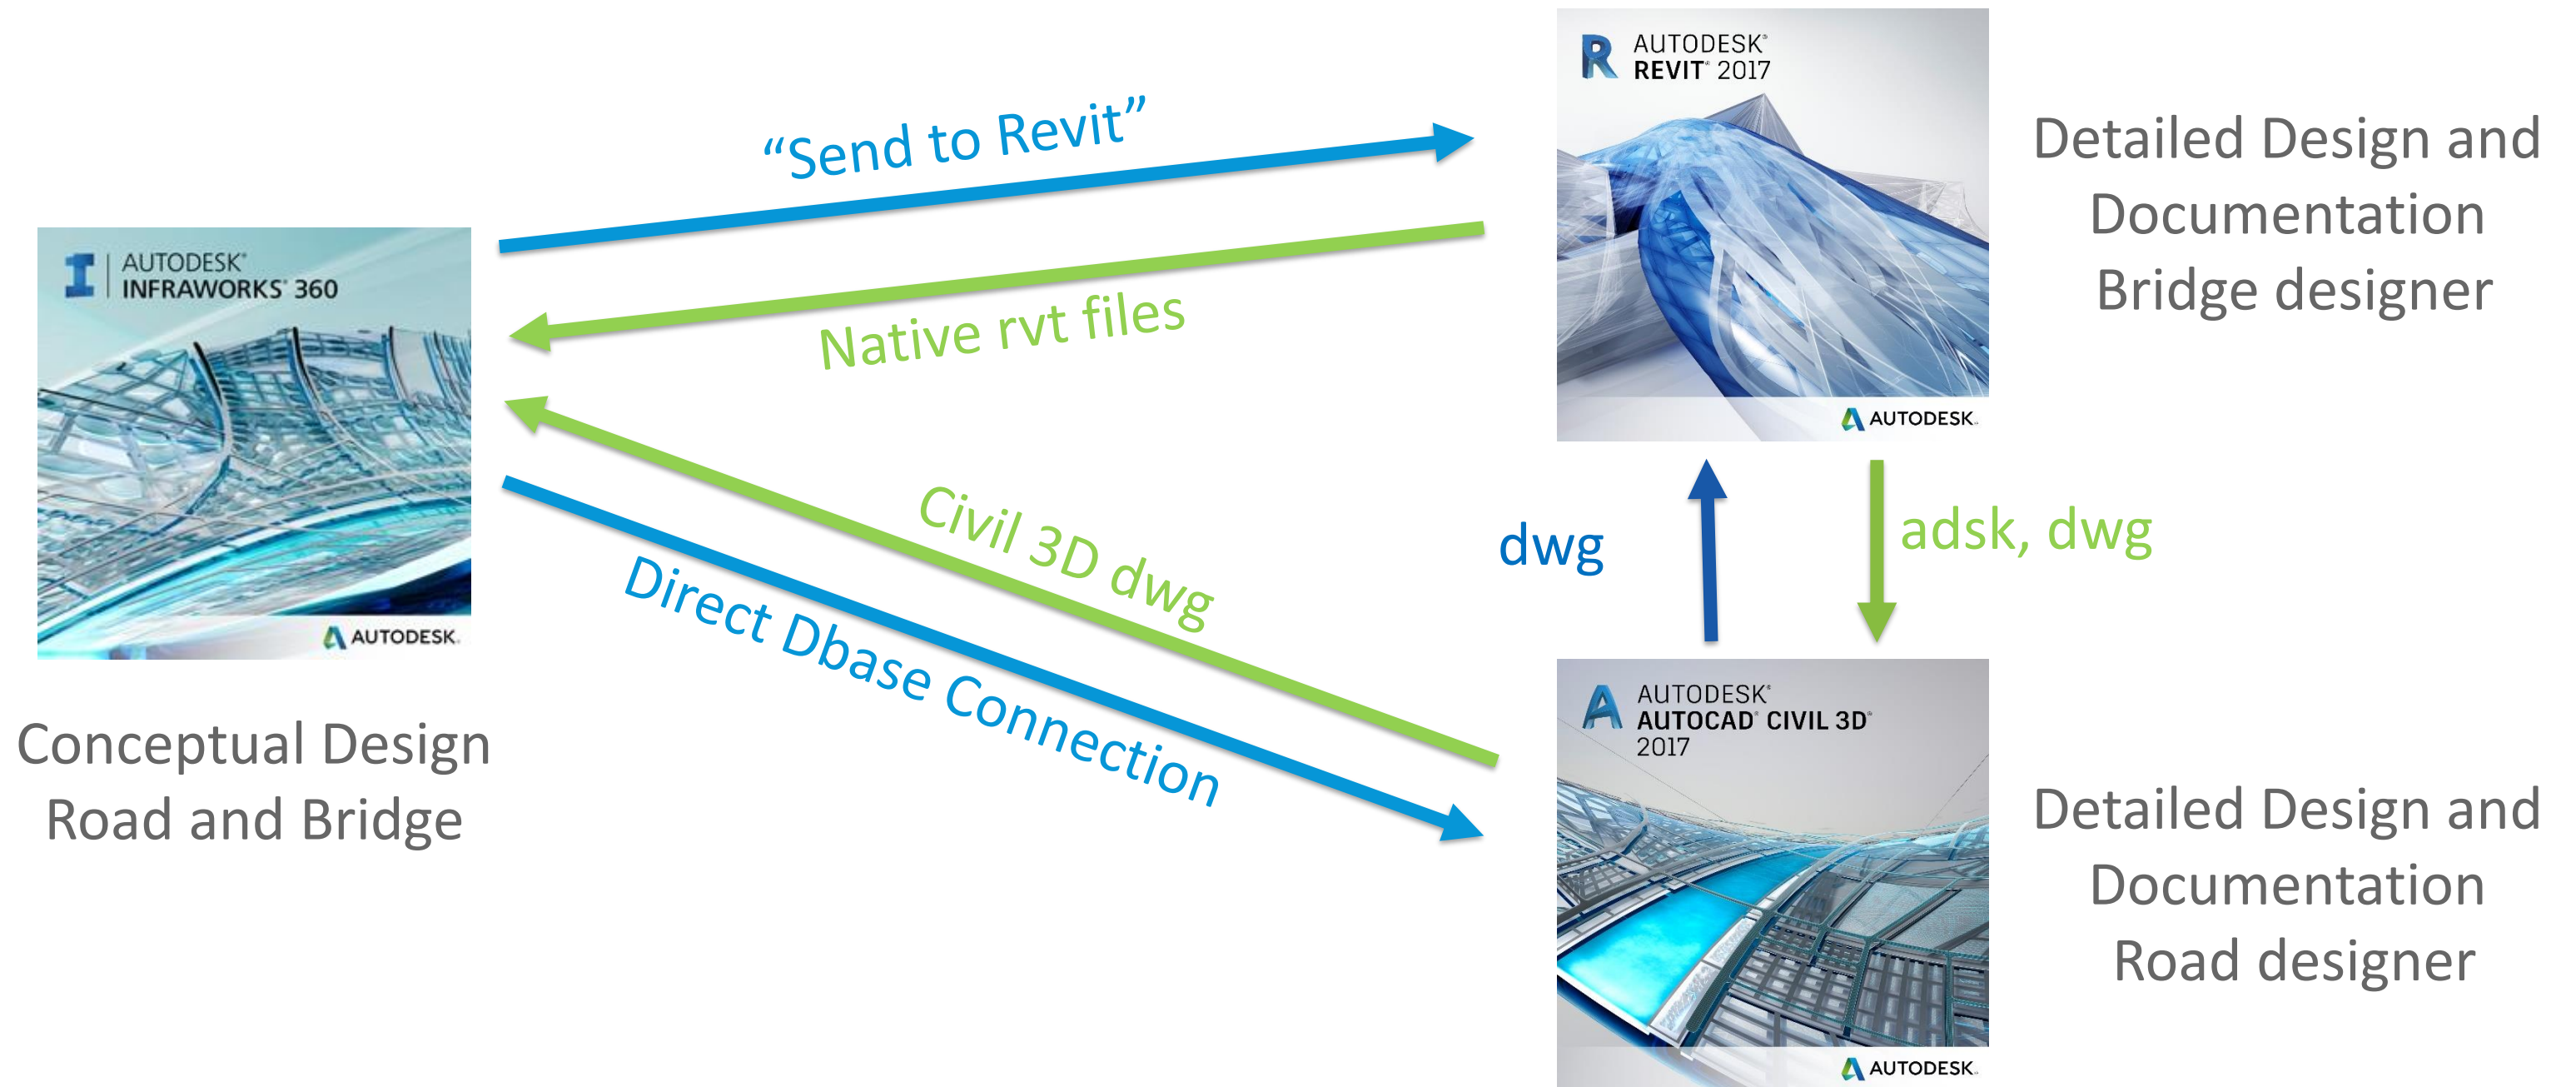 AUTODESK®
REVIT® 2017
"Send to Revit"
Detailed Design and
Documentation
Bridge designer
AUTODESK®
INFRAWORKS® 360
Native rvt files
AUTODESK.
Civil 3D dwg
Direct Dbase Connection
dwg
adsk, dwg
AUTODESK.
Conceptual Design
Road and Bridge
AUTODESK®
AUTOCAD® CIVIL 3D®
2017
Detailed Design and
Documentation
Road designer
AUTODESK.